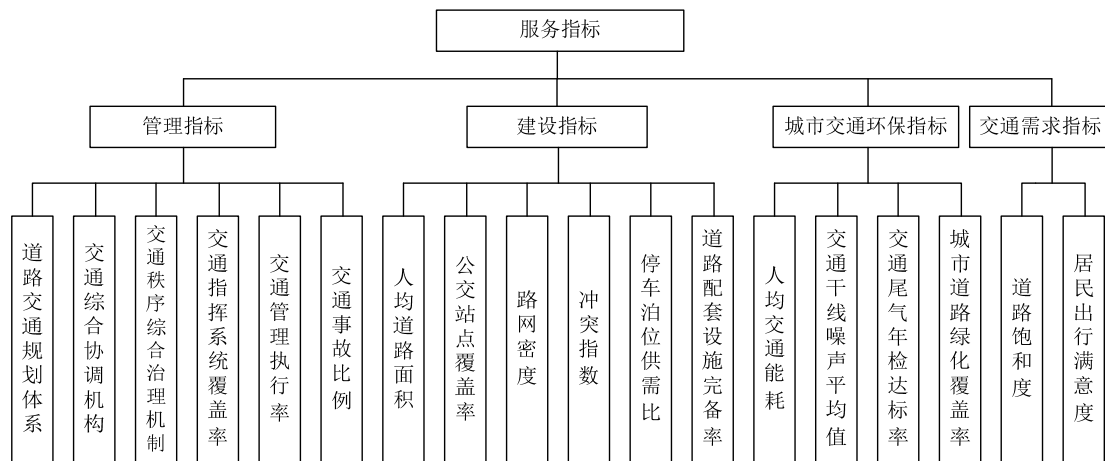 服务指标
管理指标
建设指标
城市交通环保指标
交通需求指标
道路交通规划体系
交通综合协调机构
交通秩序综合治理机制
交通指挥系统覆盖率
交通管理执行率
交通事故比例
人均道路面积
公交站点覆盖率
路网密度
冲突指数
停车泊位供需比
道路配套设施完备率
人均交通能耗
交通干线噪声平均值
交通尾气年检达标率
城市道路绿化覆盖率
道路饱和度
居民出行满意度